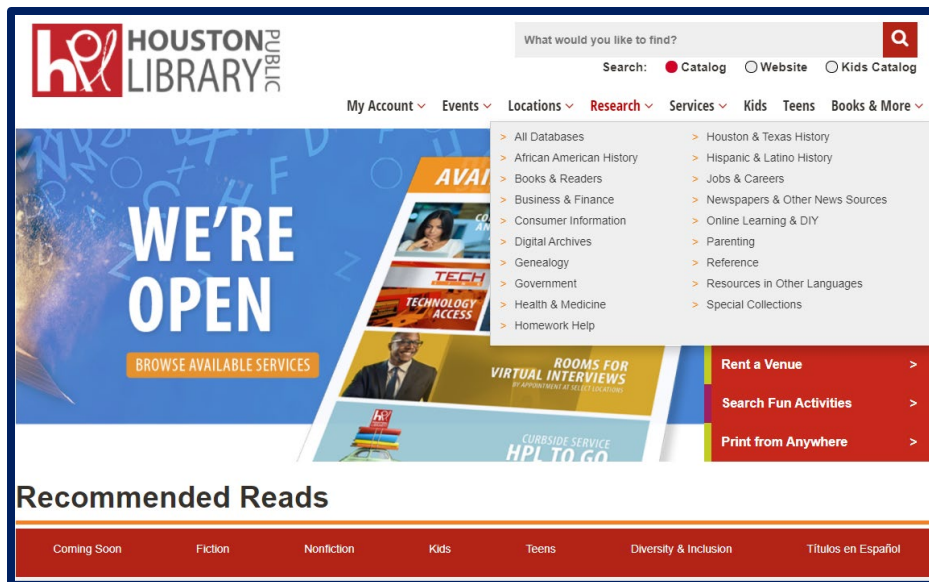 HOUSTON
PUBLIC
LIBRARY
What would you like to find?
Search: Catalog Website Kids Catalog
My Account Events Locations Research Services Kids Teens Books & More
> All Databases
> African American History
> Books & Readers
> Business & Finance
> Consumer Information
> Digital Archives
> Genealogy
> Government
> Health & Medicine
> Homework Help
> Houston & Texas History
> Hispanic & Latino History
> Jobs & Careers
> Newspapers & Other News Sources
> Online Learning & DIY
> Parenting
> Reference
> Resources in Other Languages
> Special Collections
WE'RE
OPEN
BROWSE AVAILABLE SERVICES
TECH
TECHNOLOGY
ACCESS
ROOMS FOR
VIRTUAL INTERVIEWS
BY APPOINTMENT AT SELECT LOCATIONS
CURBSIDE SERVICE
HPL TO GO
Rent a Venue >
Search Fun Activities >
Print from Anywhere >
Recommended Reads
Coming Soon Fiction Nonfiction Kids Teens Diversity & Inclusion Títulos en Español